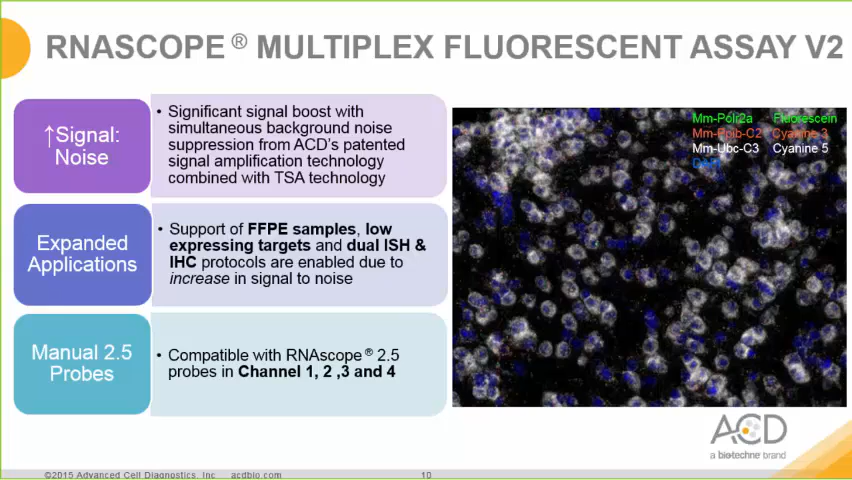 RNASCOPE ® MULTIPLEX FLUORESCENT ASSAY V2
↑Signal:
Noise
• Significant signal boost with
simultaneous background noise
suppression from ACD's patented
signal amplification technology
combined with TSA technology
Expanded
Applications
• Support of FFPE samples, low
expressing targets and dual ISH &
IHC protocols are enabled due to
increase in signal to noise
Manual 2.5
Probes
• Compatible with RNAscope ® 2.5
probes in Channel 1, 2 ,3 and 4
Mm-Polr2a Fluorescein
Mm-Ppib-C2 Cyanine 3
Mm-Ubc-C3 Cyanine 5
DAPI
ACD
a biotechne brand
©2015 Advanced Cell Diagnostics, Inc acdbio.com 10